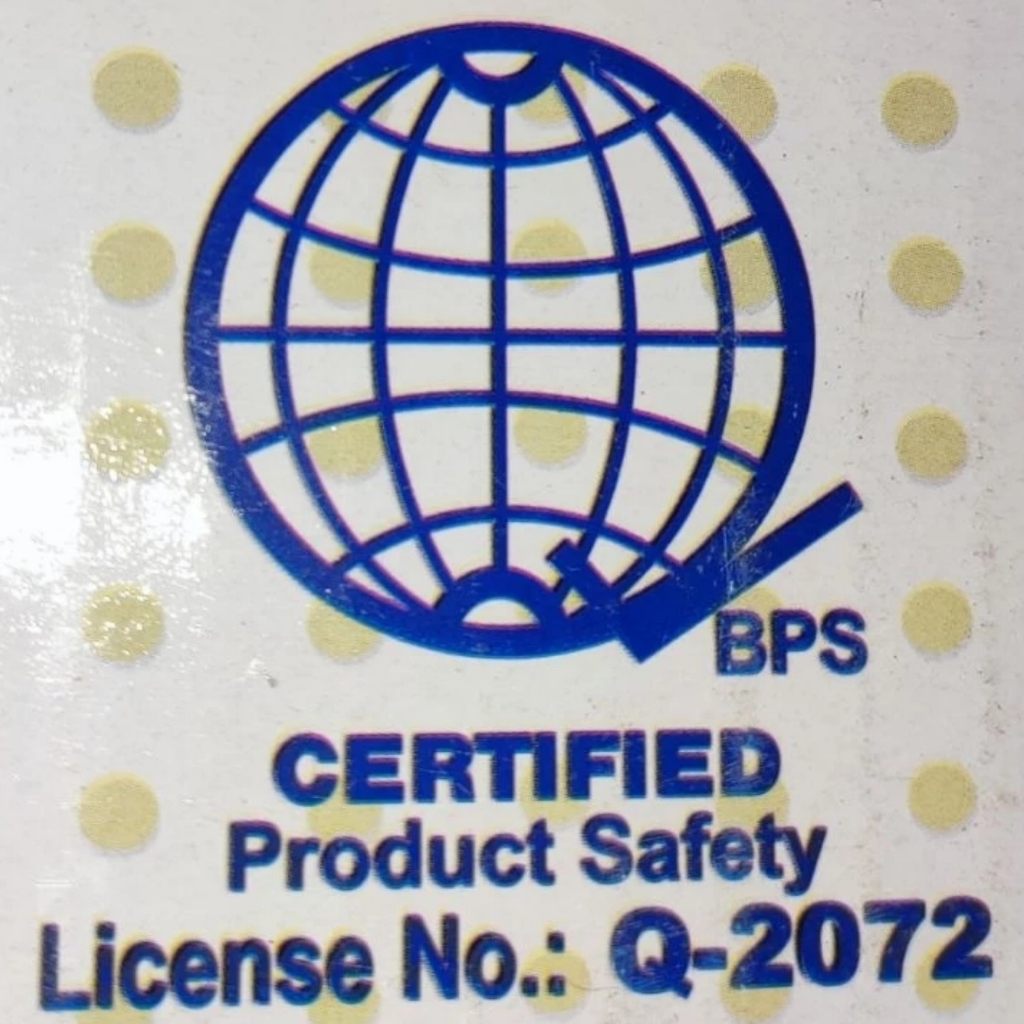 BPS
CERTIFIED
Product Safety
License No.: Q-2072